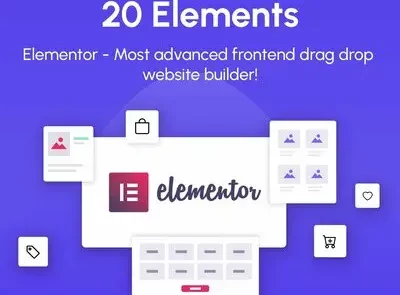 20 Elements
Elementor - Most advanced frontend drag drop
website builder!
elementor